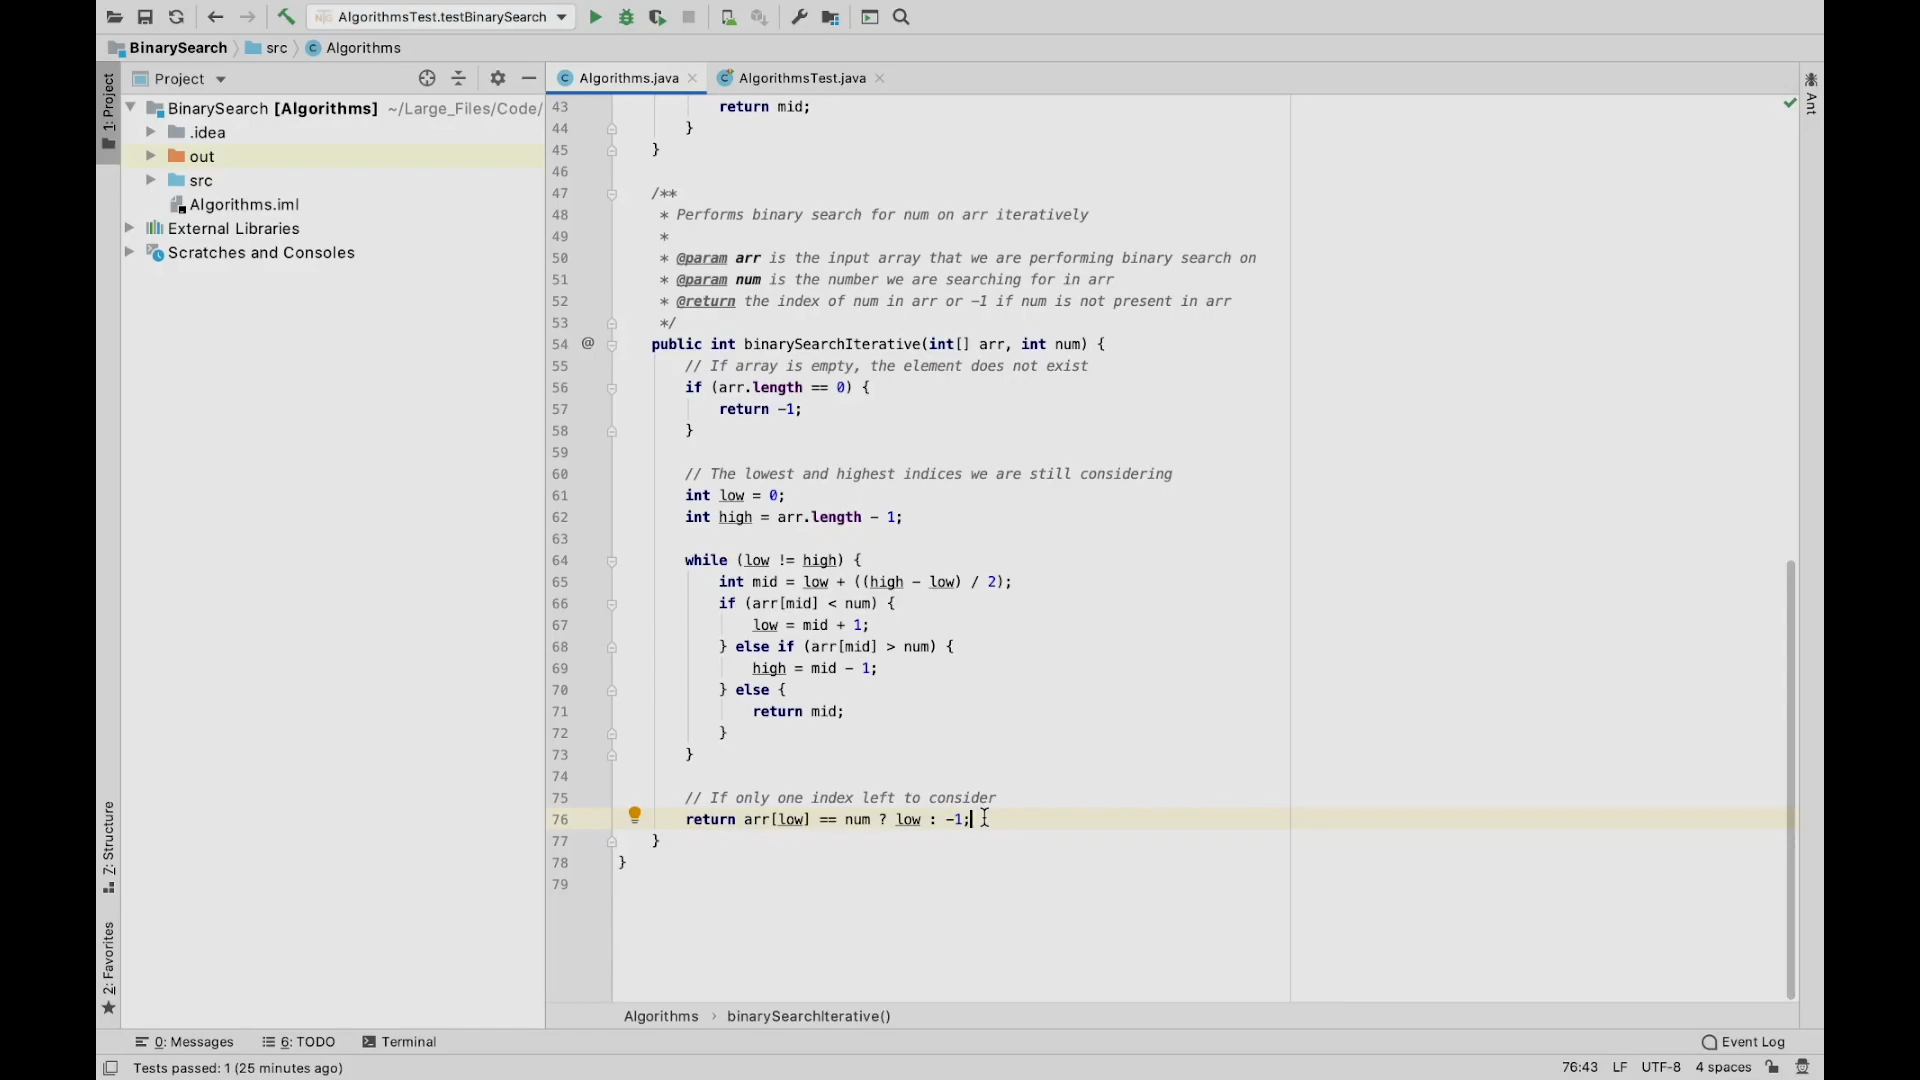 AlgorithmsTest.testBinarySearch
BinarySearch
src
Algorithms
Project
Algorithms.java
AlgorithmsTest.java
1: Project
BinarySearch [Algorithms] ~/Large_Files/Code/
.idea
out
src
Algorithms.iml
External Libraries
Scratches and Consoles
Z: Structure
2: Favorites
43 return mid;
44 }
45 }
46
47 /**
48 * Performs binary search for num on arr iteratively
49 *
50 * @param arr is the input array that we are performing binary search on
51 * @param num is the number we are searching for in arr
52 * @return the index of num in arr or -1 if num is not present in arr
53 */
54 @ public int binarySearchIterative(int[] arr, int num) {
55 // If array is empty, the element does not exist
56 if (arr.length == 0) {
57 return -1;
58 }
59
60 // The lowest and highest indices we are still considering
61 int low = 0;
62 int high = arr.length - 1;
63
64 while (low != high) {
65 int mid = low + ((high - low) / 2);
66 if (arr[mid] < num) {
67 low = mid + 1;
68 } else if (arr[mid] > num) {
69 high = mid - 1;
70 } else {
71 return mid;
72 }
73 }
74
75 // If only one index left to consider
76 return arr[low] == num ? low : -1;
77 }
78 }
79
Ant
Algorithms › binarySearchIterative()
0: Messages
6: TODO
Terminal
Event Log
Tests passed: 1 (25 minutes ago)
76:43 LF UTF-8 4 spaces